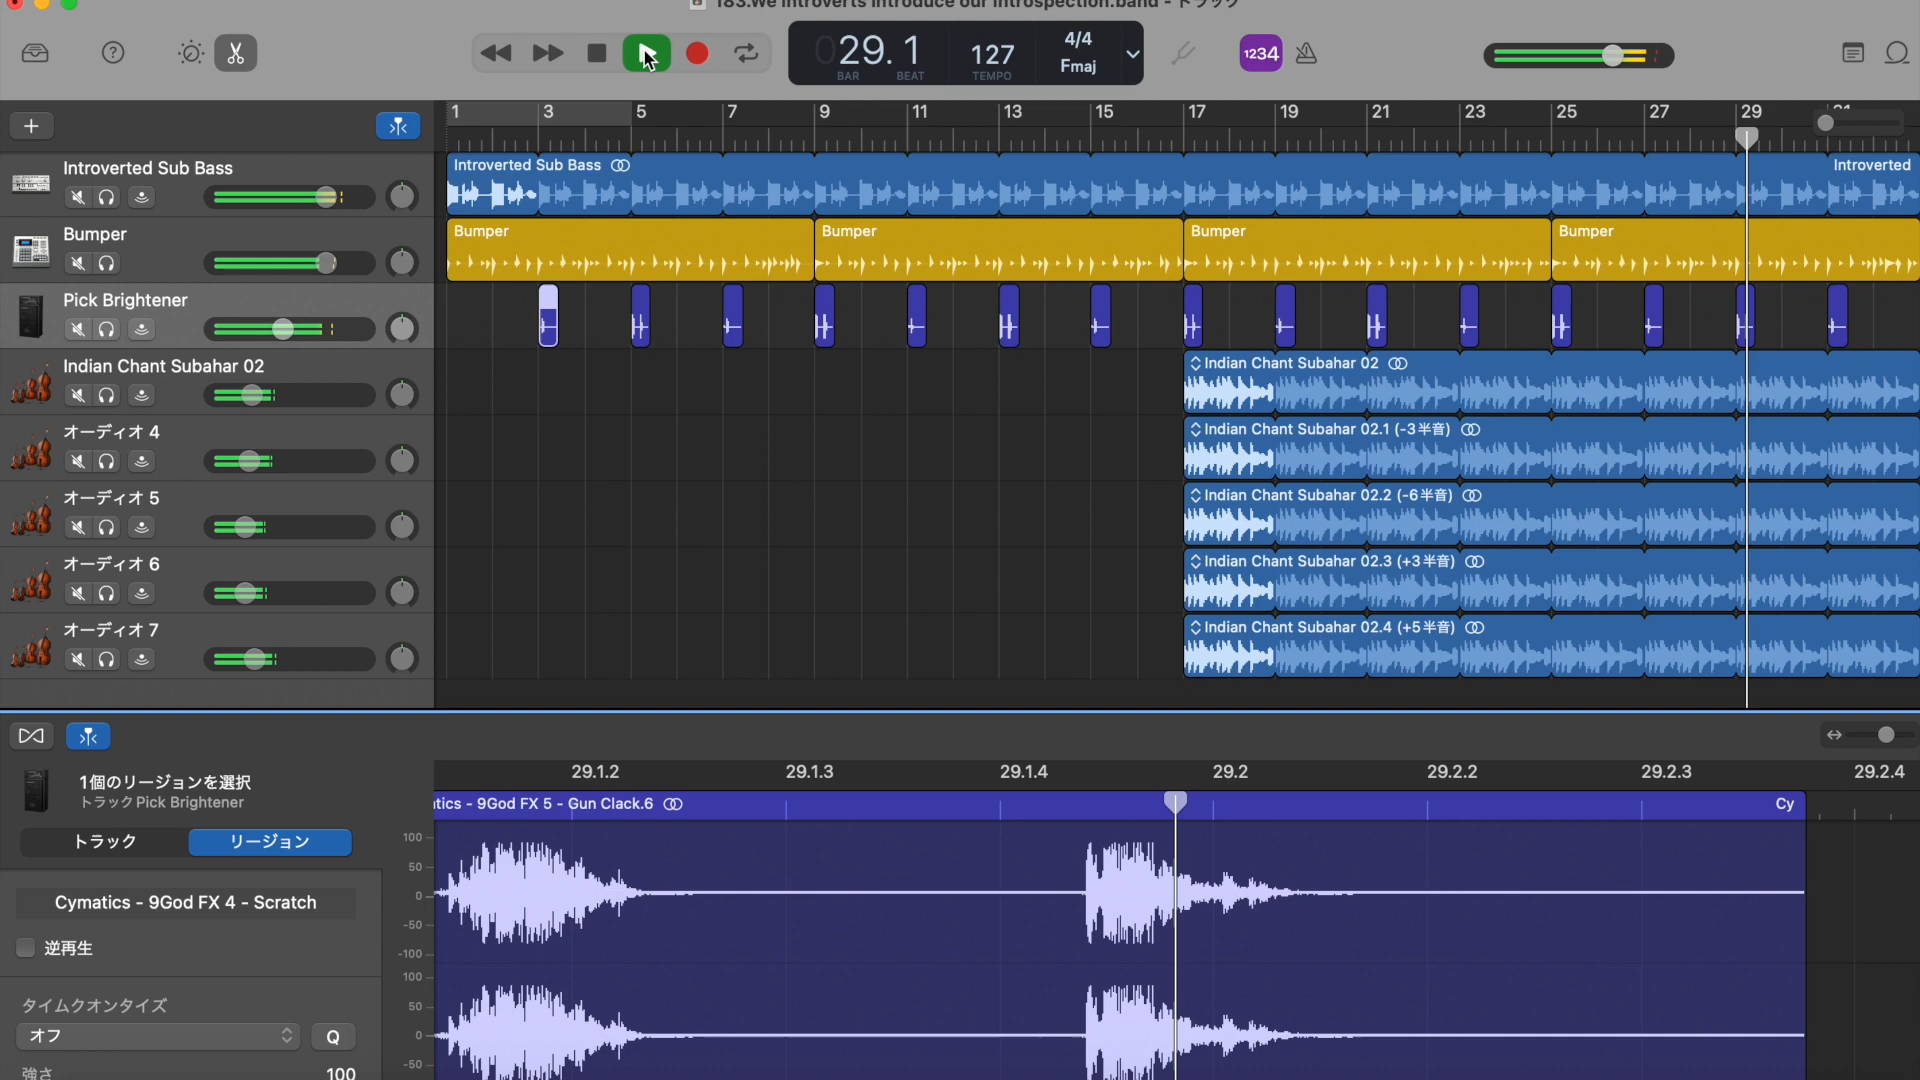 183.We Introverts introduce our introspection.band - トラック
029. 1
BAR BEAT
127
TEMPO
4/4
Fmaj
1234
1 3 5 7 9 11 13 15 17 19 21 23 25 27 29 31
Introverted Sub Bass
Introverted Sub Bass
Introverted
Bumper
Bumper
Bumper
Bumper
Bumper
Pick Brightener
Indian Chant Subahar 02
Indian Chant Subahar 02
オーディオ 4
Indian Chant Subahar 02.1 (-3半音)
オーディオ 5
Indian Chant Subahar 02.2 (-6半音)
オーディオ 6
Indian Chant Subahar 02.3 (+3半音)
オーディオ 7
Indian Chant Subahar 02.4 (+5半音)
1個のリージョンを選択
トラック Pick Brightener
トラック
リージョン
Cymatics - 9God FX 4 - Scratch
逆再生
タイムクオンタイズ
オフ
Q
強さ
100
29.1.2 29.1.3 29.1.4 29.2 29.2.2 29.2.3 29.2.4
tics - 9God FX 5 - Gun Clack.6
Cy
100
50
0
-50
-100
100
50
0
-50